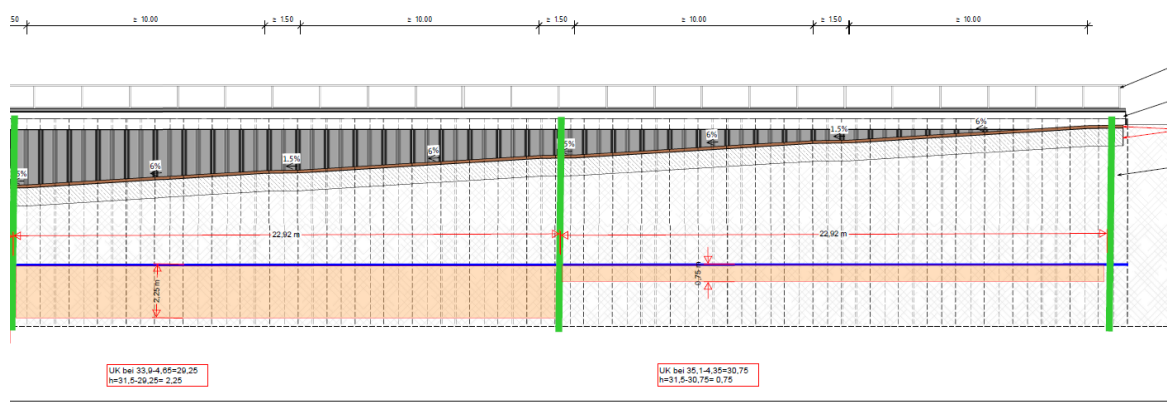 50 ≥ 10.00 ≥ 1.50 ≥ 10.00 ≥ 1.50 ≥ 10.00 ≥ 1.50 ≥ 10.00
6%
1,5%
6%
5%
6%
1,5%
6%
5%
22,92 m
22,92 m
2,25 m
0,75 m
UK bei 33,9-4,65=29,25
h=31,5-29,25= 2,25
UK bei 35,1-4,35=30,75
h=31,5-30,75= 0,75